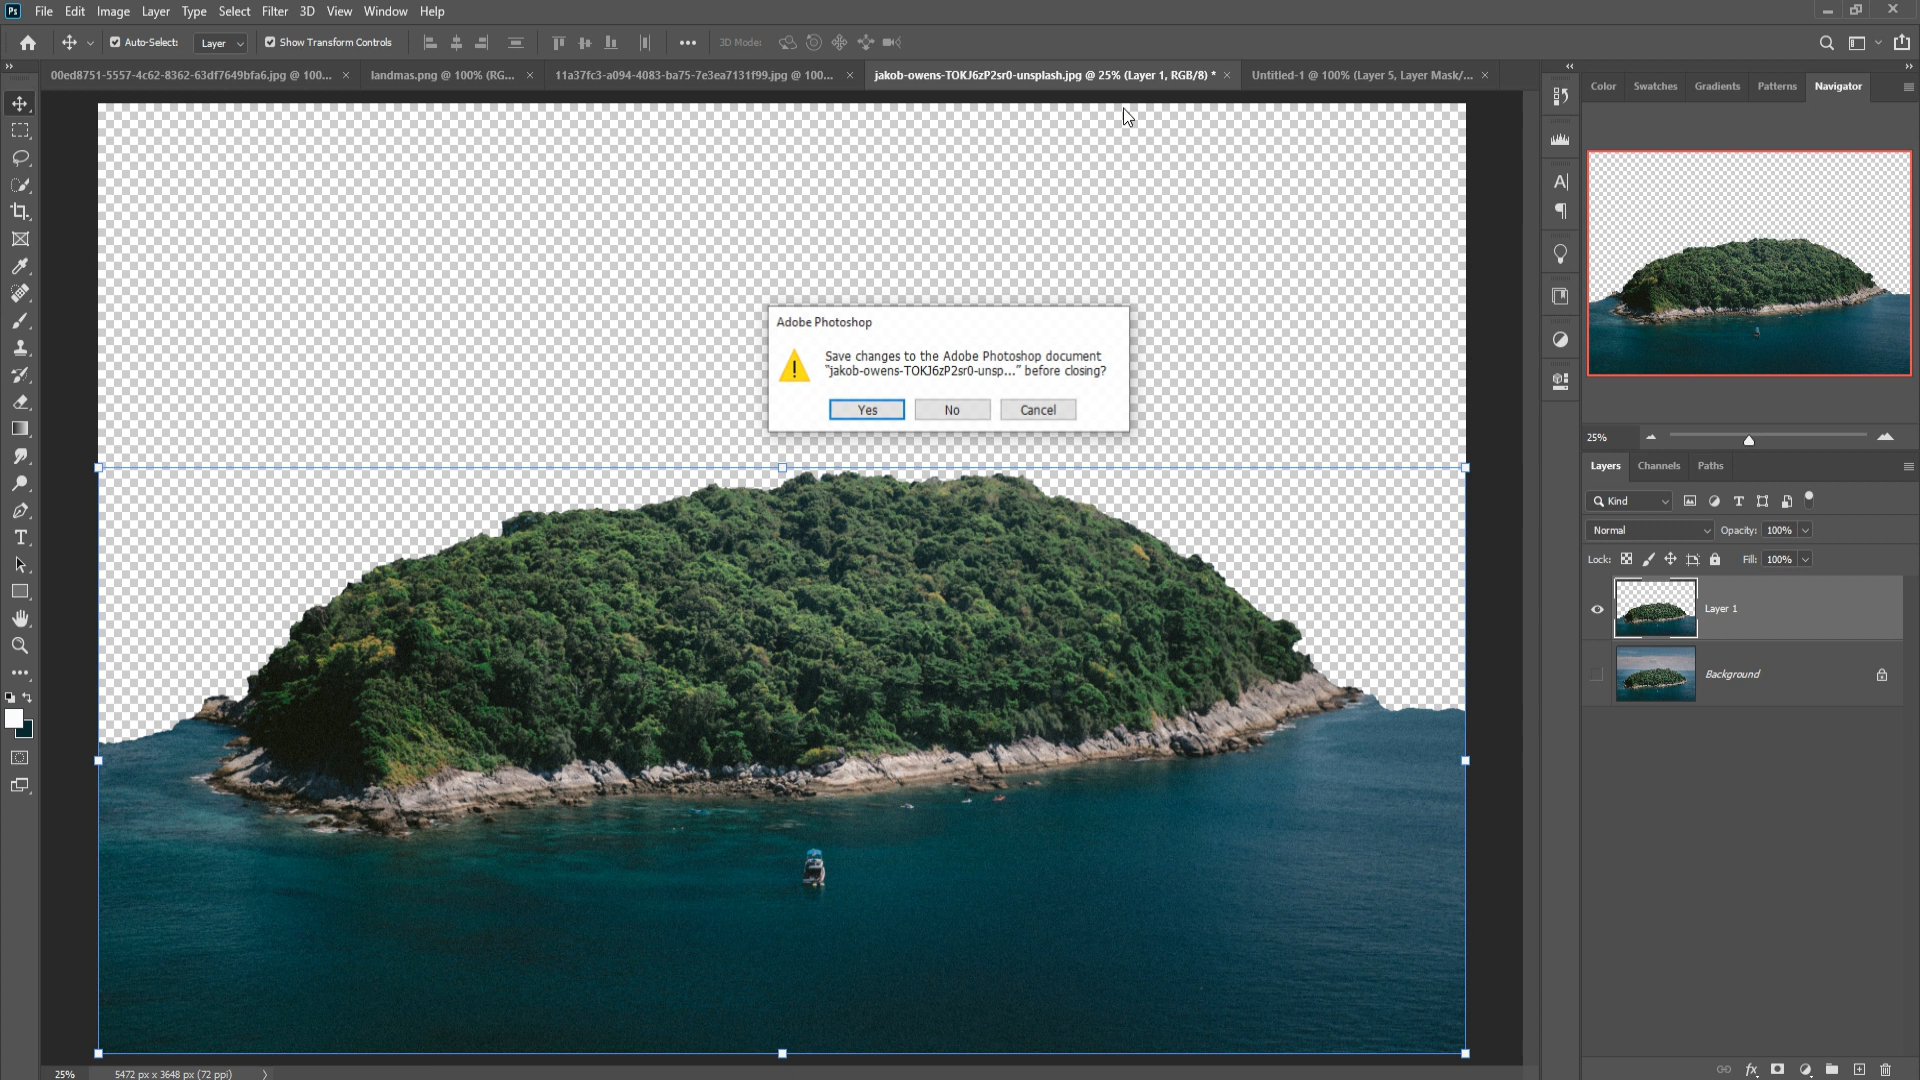 Ps File Edit Image Layer Type Select Filter 3D View Window Help
Auto-Select: Layer Show Transform Controls 3D Mode:
00ed8751-5557-4c62-8362-63df7649bfa6.jpg @ 100... × landmas.png @ 100% (RG... × 11a37fc3-a094-4083-ba75-7e3ea7131f99.jpg @ 100... × jakob-owens-TOKJ6zP2sr0-unsplash.jpg @ 25% (Layer 1, RGB/8) * × Untitled-1 @ 100% (Layer 5, Layer Mask/... ×
Color Swatches Gradients Patterns Navigator
Adobe Photoshop
Save changes to the Adobe Photoshop document
“jakob-owens-TOKJ6zP2sr0-unsp...” before closing?
Yes No Cancel
25%
Layers Channels Paths
Kind
Normal Opacity: 100%
Lock: Fill: 100%
Layer 1
Background
25% 5472 px x 3648 px (72 ppi)